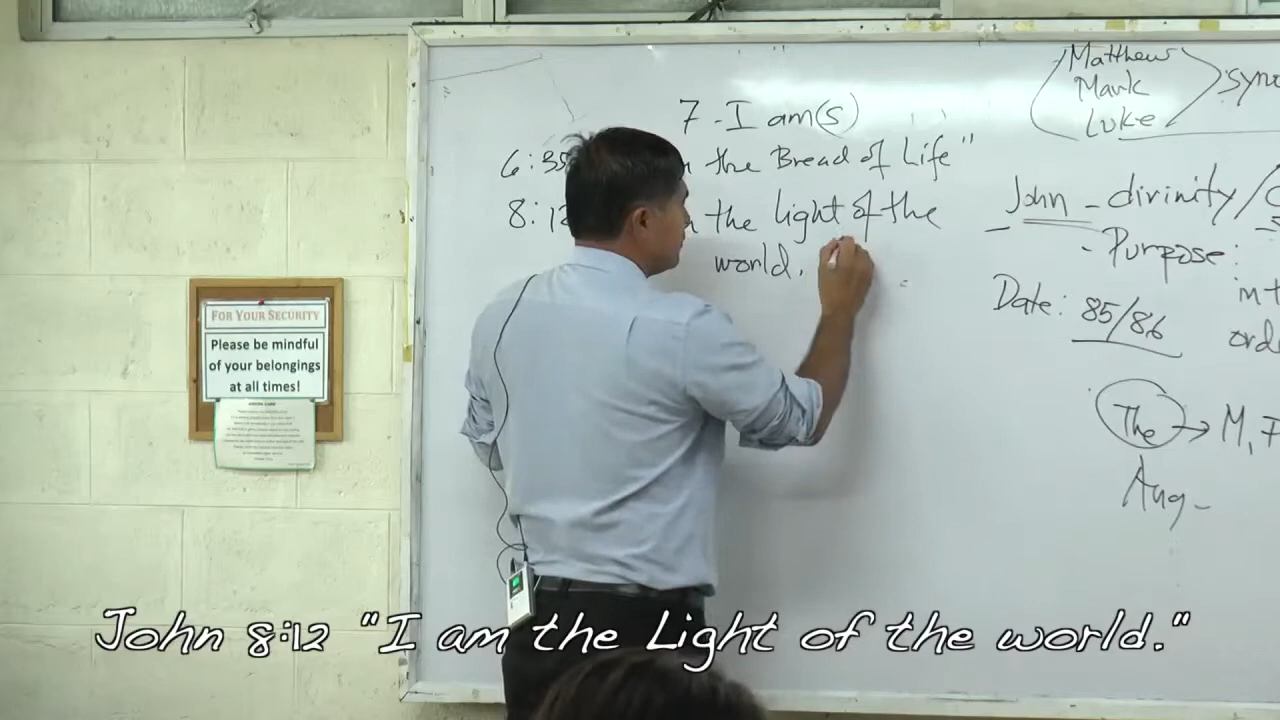 7 - I am(s)
6:35 the Bread of Life"
8:12 the light of the
world.
Matthew
Mark
Luke
John - divinity/
- Purpose:
Date: 85/86
The → M,
Aug-
FOR YOUR SECURITY
Please be mindful
of your belongings
at all times!
John 8:12 "I am the Light of the world."